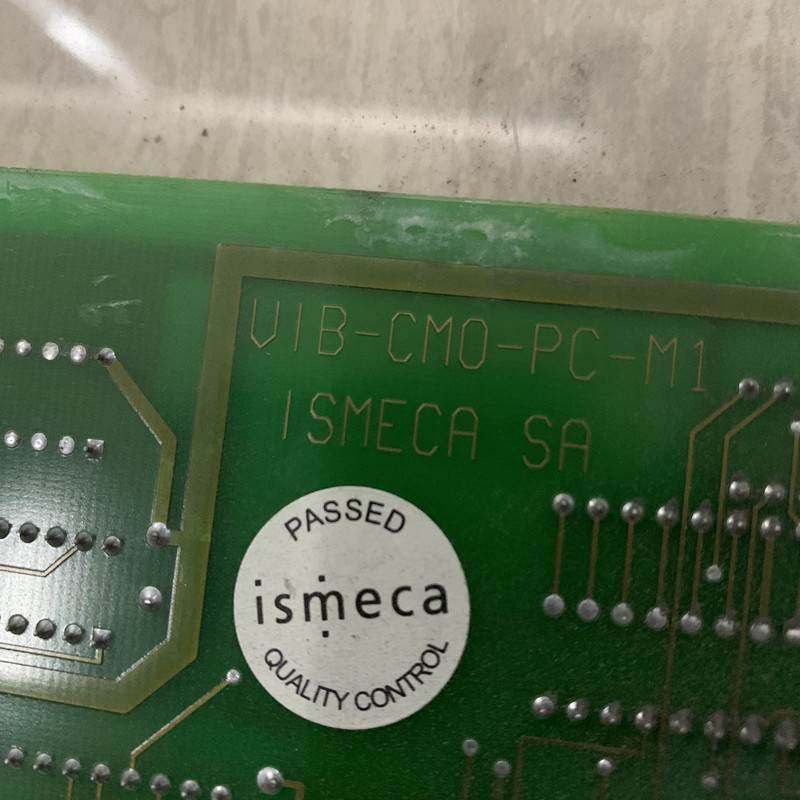 VIB-CMO-PC-M1
ISMECA SA
PASSED
ismeca
QUALITY CONTROL